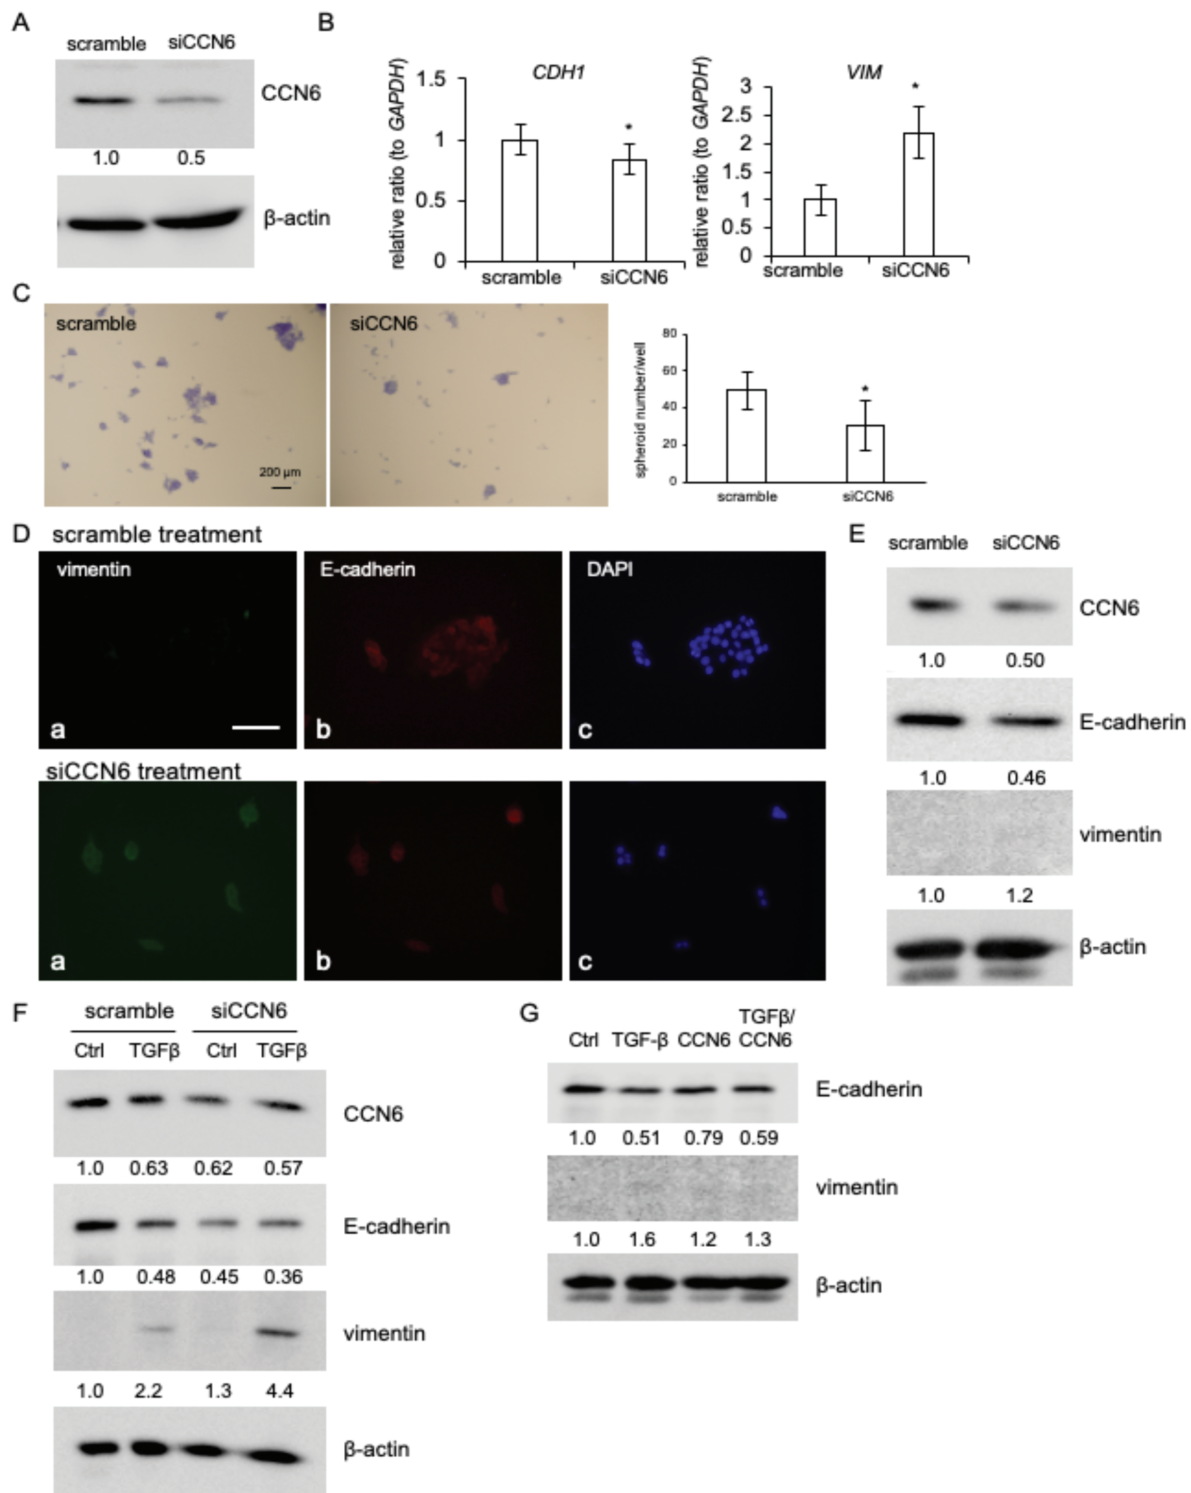 A
B
scramble siCCN6
CCN6
1.0 0.5
β-actin
CDH1
relative ratio (to GAPDH)
1.5
1
0.5
0
scramble siCCN6
*
VIM
relative ratio (to GAPDH)
3
2.5
2
1.5
1
0.5
0
scramble siCCN6
*
C
scramble
200 µm
siCCN6
spheroid number/well
80
60
40
20
0
scramble siCCN6
*
D scramble treatment
vimentin E-cadherin DAPI
a b c
siCCN6 treatment
a b c
E
scramble siCCN6
CCN6
1.0 0.50
E-cadherin
1.0 0.46
vimentin
1.0 1.2
β-actin
F
scramble siCCN6
Ctrl TGFβ Ctrl TGFβ
CCN6
1.0 0.63 0.62 0.57
E-cadherin
1.0 0.48 0.45 0.36
vimentin
1.0 2.2 1.3 4.4
β-actin
G
TGFβ/
Ctrl TGF-β CCN6 CCN6
E-cadherin
1.0 0.51 0.79 0.59
vimentin
1.0 1.6 1.2 1.3
β-actin